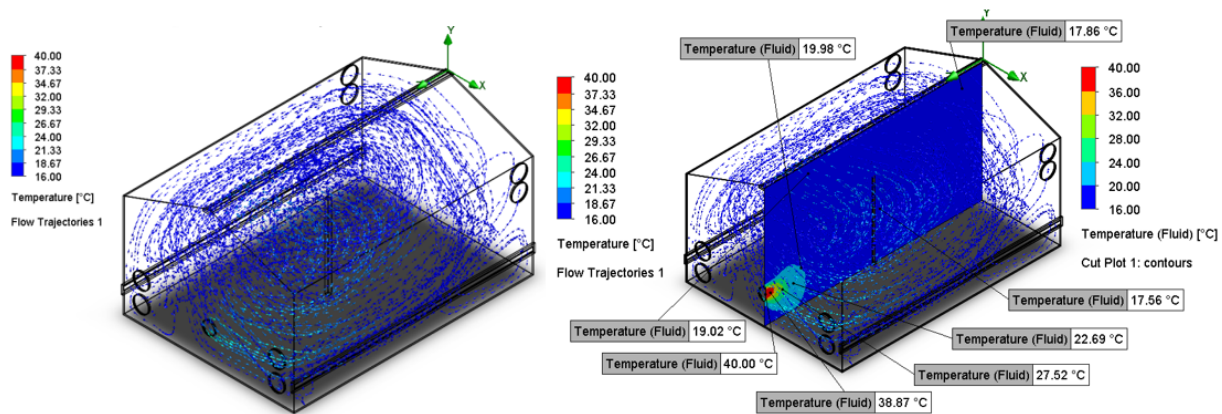 40.00
37.33
34.67
32.00
29.33
26.67
24.00
21.33
18.67
16.00
Temperature [°C]
Flow Trajectories 1
Y
X
40.00
37.33
34.67
32.00
29.33
26.67
24.00
21.33
18.67
16.00
Temperature [°C]
Flow Trajectories 1
Temperature (Fluid) 19.98 °C
Temperature (Fluid) 17.86 °C
Y
X
40.00
36.00
32.00
28.00
24.00
20.00
16.00
Temperature (Fluid) [°C]
Cut Plot 1: contours
Temperature (Fluid) 17.56 °C
Temperature (Fluid) 19.02 °C
Temperature (Fluid) 22.69 °C
Temperature (Fluid) 40.00 °C
Temperature (Fluid) 27.52 °C
Temperature (Fluid) 38.87 °C